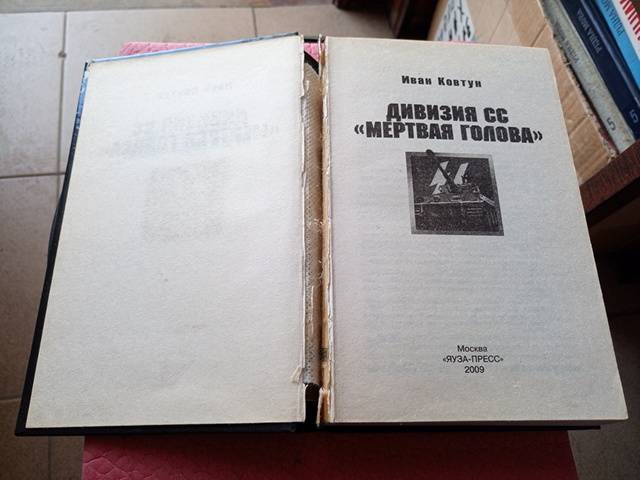 Иван Ковтун
ДИВИЗИЯ СС
«МЕРТВАЯ ГОЛОВА»
Москва
«ЯУЗА-ПРЕСС»
2009